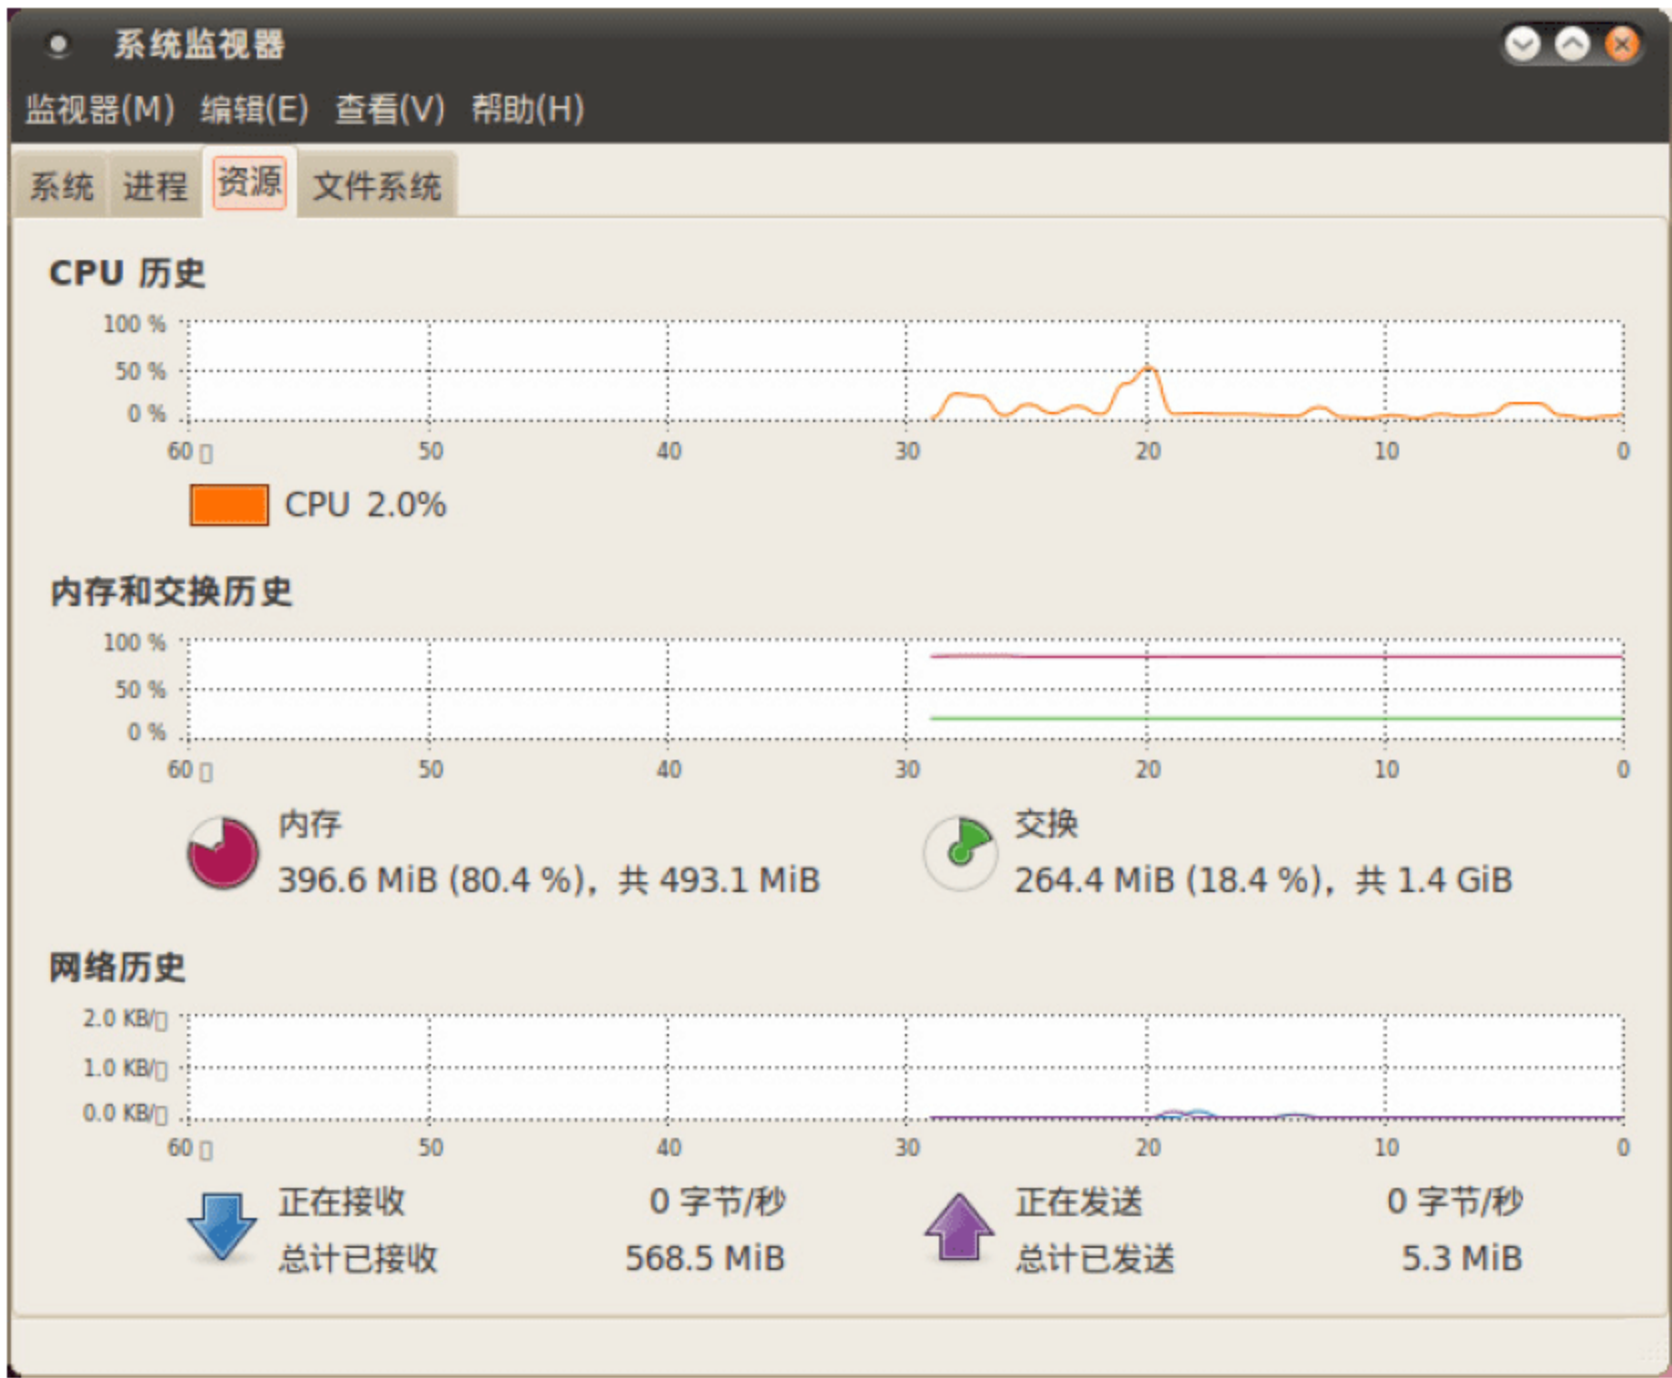 系统监视器
监视器(M) 编辑(E) 查看(V) 帮助(H)
系统 进程 资源 文件系统
CPU 历史
100 %
50 %
0 %
60 50 40 30 20 10 0
CPU 2.0%
内存和交换历史
100 %
50 %
0 %
60 50 40 30 20 10 0
内存 交换
396.6 MiB (80.4 %)，共 493.1 MiB 264.4 MiB (18.4 %)，共 1.4 GiB
网络历史
2.0 KB/
1.0 KB/
0.0 KB/
60 50 40 30 20 10 0
正在接收 0 字节/秒 正在发送 0 字节/秒
总计已接收 568.5 MiB 总计已发送 5.3 MiB